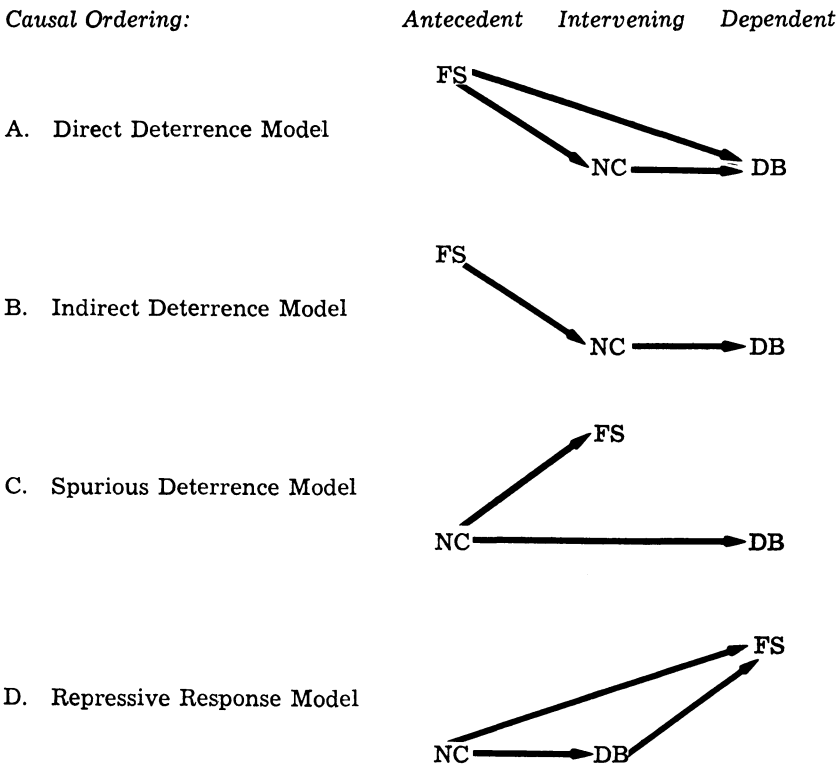 Causal Ordering: Antecedent Intervening Dependent
FS
A. Direct Deterrence Model
NC DB
FS
B. Indirect Deterrence Model
NC DB
FS
C. Spurious Deterrence Model
NC DB
FS
D. Repressive Response Model
NC DB